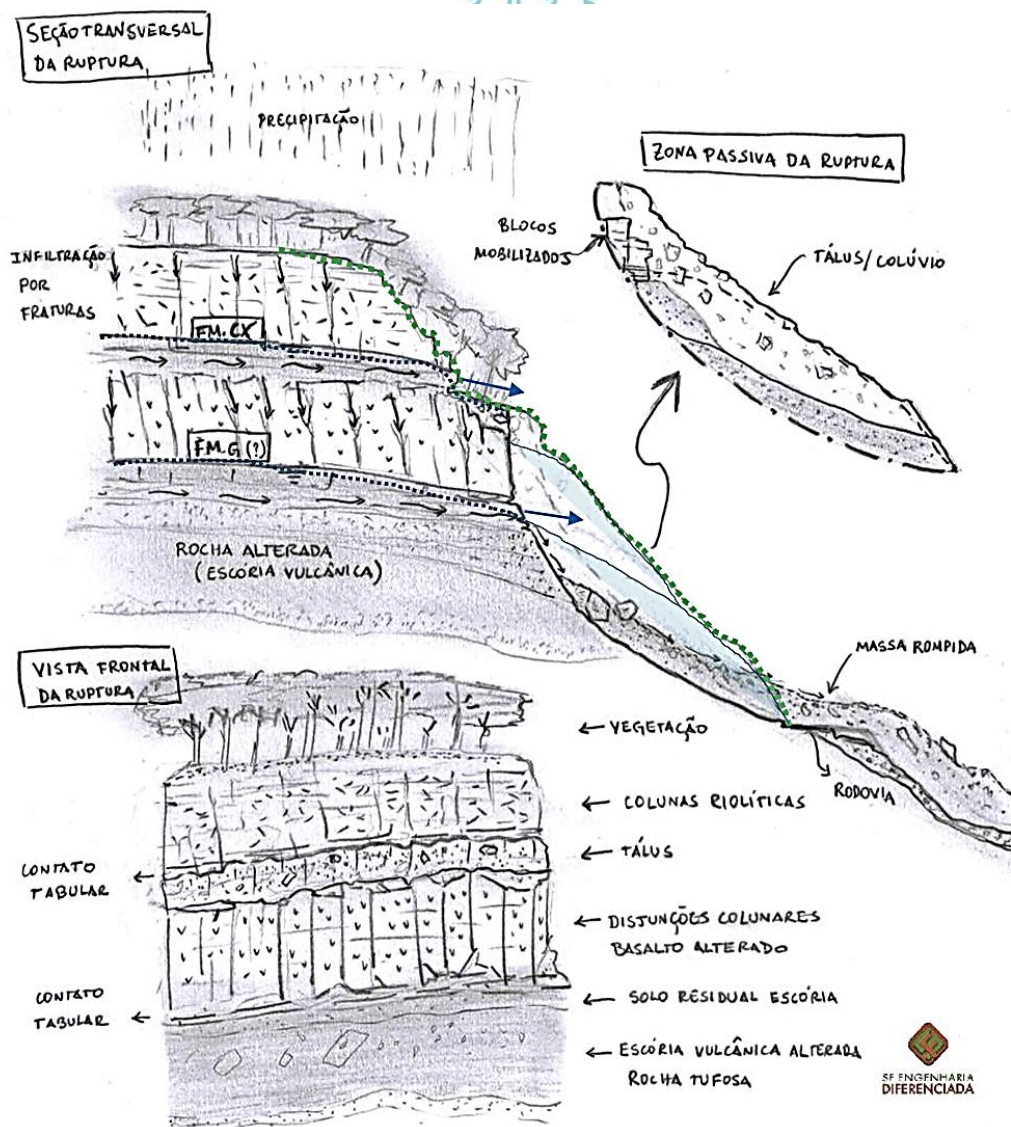 SEÇÃO TRANSVERSAL
DA RUPTURA
PRECIPITAÇÃO
ZONA PASSIVA DA RUPTURA
BLOCOS
MOBILIZADOS
TÁLUS/COLÚVIO
INFILTRAÇÃO
POR
FRATURAS
FM. CX
FM. G (?)
ROCHA ALTERADA
(ESCÓRIA VULCÂNICA)
MASSA ROMPIDA
RODOVIA
VISTA FRONTAL
DA RUPTURA
VEGETAÇÃO
COLUNAS RIOLÍTICAS
TÁLUS
CONTATO
TABULAR
DISJUNÇÕES COLUNARES
BASALTO ALTERADO
CONTATO
TABULAR
SOLO RESIDUAL ESCÓRIA
ESCÓRIA VULCÂNICA ALTERADA
ROCHA TUFOSA
SF ENGENHARIA
DIFERENCIADA